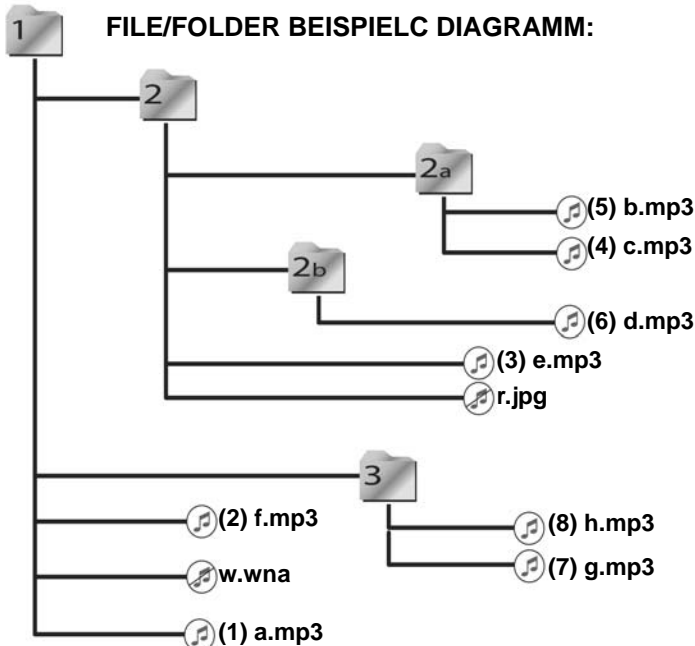 1 FILE/FOLDER BEISPIELC DIAGRAMM:
2
2a
(5) b.mp3
(4) c.mp3
2b
(6) d.mp3
(3) e.mp3
r.jpg
3
(2) f.mp3
(8) h.mp3
w.wna
(7) g.mp3
(1) a.mp3